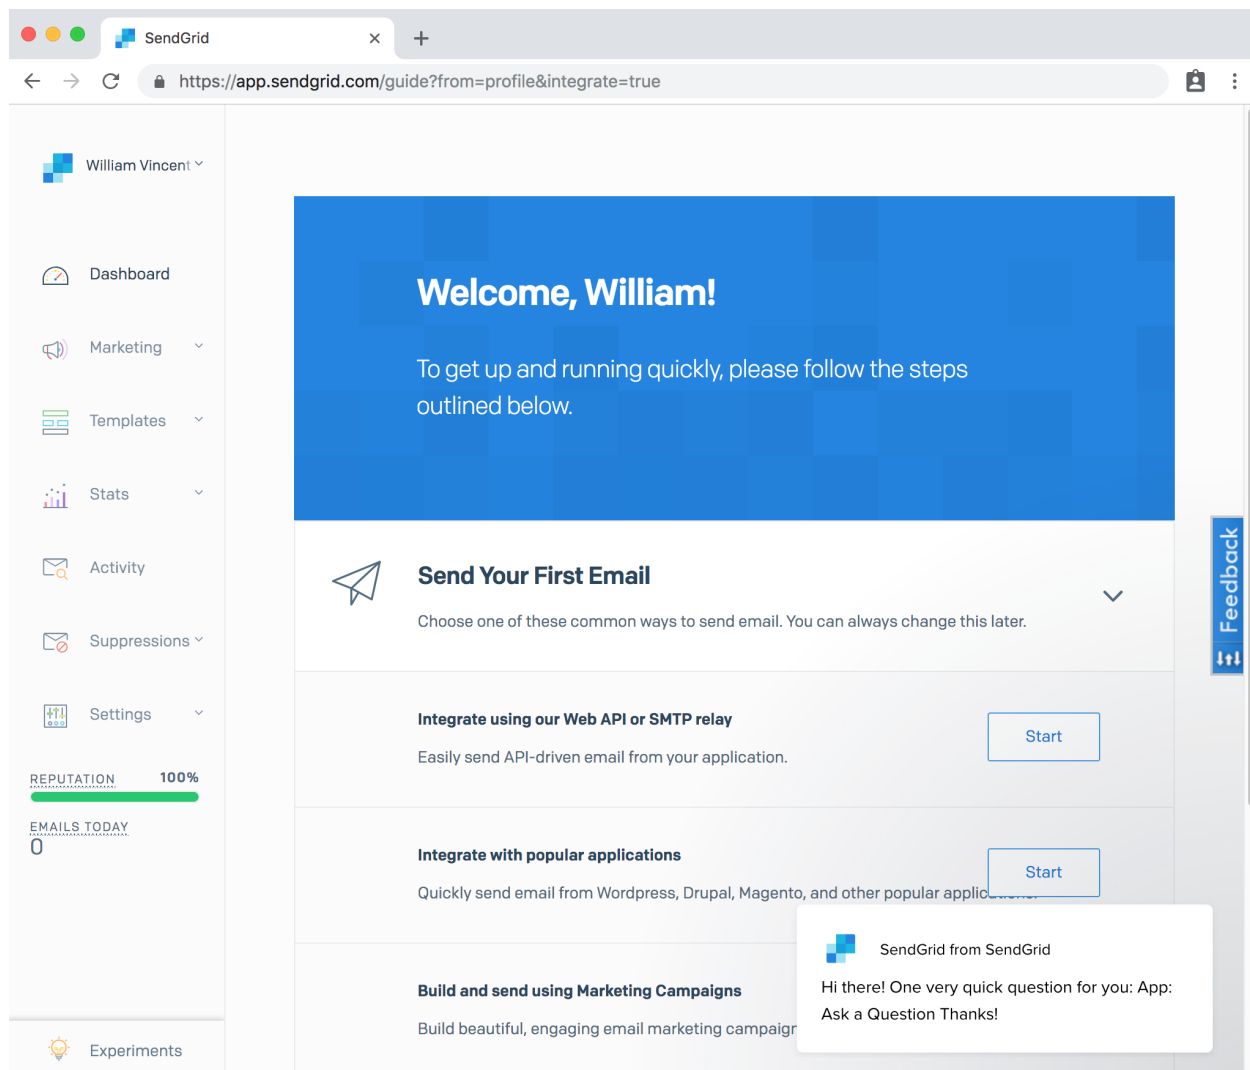 SendGrid
https://app.sendgrid.com/guide?from=profile&integrate=true
William Vincent
Dashboard
Marketing
Templates
Stats
Activity
Suppressions
Settings
REPUTATION 100%
EMAILS TODAY
0
Experiments
Welcome, William!
To get up and running quickly, please follow the steps
outlined below.
Send Your First Email
Choose one of these common ways to send email. You can always change this later.
Integrate using our Web API or SMTP relay
Easily send API-driven email from your application.
Start
Integrate with popular applications
Quickly send email from Wordpress, Drupal, Magento, and other popular applications.
Start
Build and send using Marketing Campaigns
Build beautiful, engaging email marketing campaign
Feedback
SendGrid from SendGrid
Hi there! One very quick question for you: App:
Ask a Question Thanks!